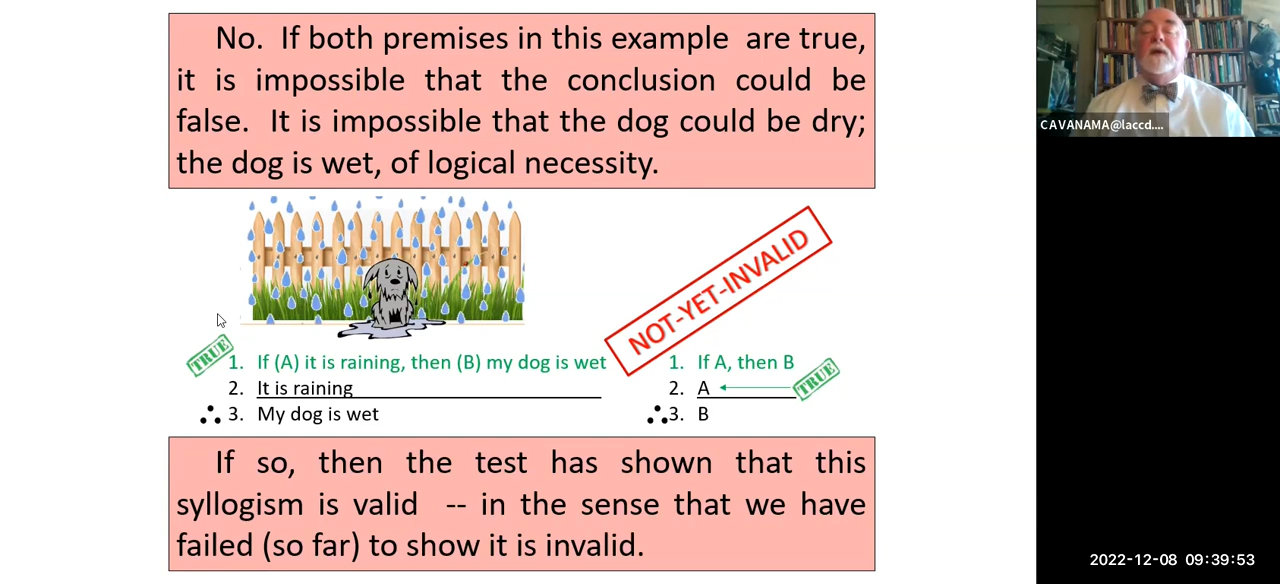 No. If both premises in this example are true,
it is impossible that the conclusion could be
false. It is impossible that the dog could be dry;
the dog is wet, of logical necessity.
CAVANAMA@laccd....
NOT-YET-INVALID
TRUE
1. If (A) it is raining, then (B) my dog is wet
2. It is raining
∴ 3. My dog is wet
1. If A, then B
2. A
TRUE
∴ 3. B
If so, then the test has shown that this
syllogism is valid -- in the sense that we have
failed (so far) to show it is invalid.
2022-12-08 09:39:53